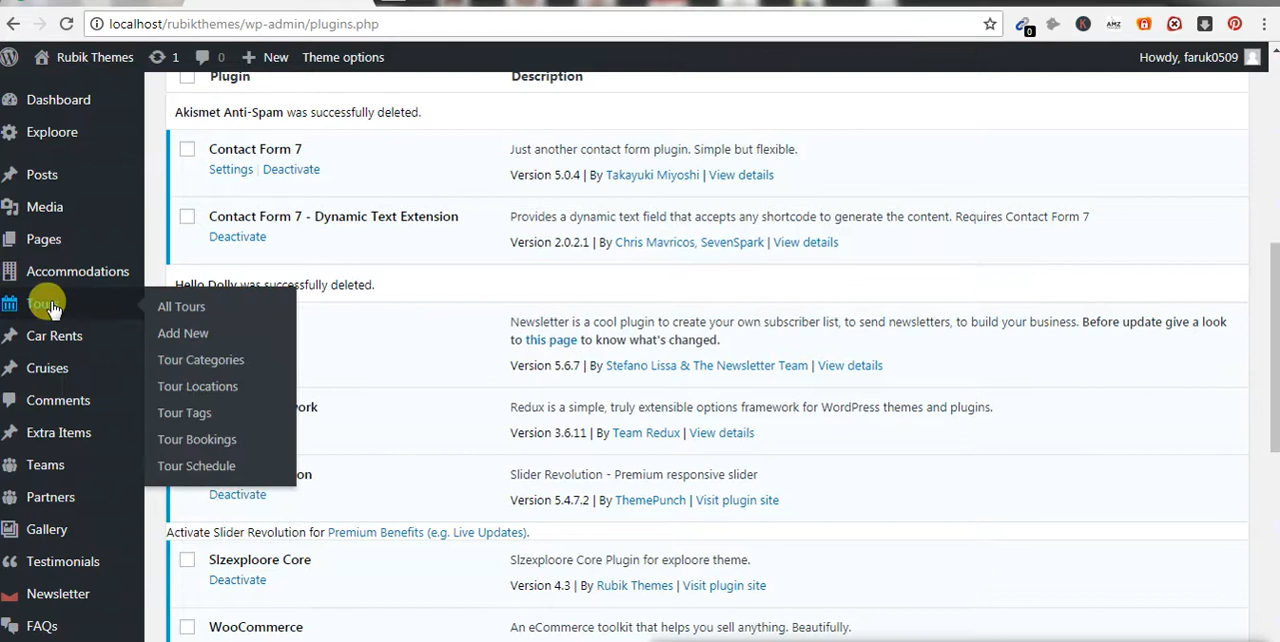 localhost/rubikthemes/wp-admin/plugins.php
0
K
AMZ
Rubik Themes 1 0 New Theme options Howdy, faruk0509
Dashboard
Exploore
Posts
Media
Pages
Accommodations
Tours
Car Rents
Cruises
Comments
Extra Items
Teams
Partners
Gallery
Testimonials
Newsletter
FAQs
All Tours
Add New
Tour Categories
Tour Locations
Tour Tags
Tour Bookings
Tour Schedule
Plugin Description
Akismet Anti-Spam was successfully deleted.
Contact Form 7 Just another contact form plugin. Simple but flexible.
Settings | Deactivate
Version 5.0.4 | By Takayuki Miyoshi | View details
Contact Form 7 - Dynamic Text Extension Provides a dynamic text field that accepts any shortcode to generate the content. Requires Contact Form 7
Deactivate
Version 2.0.2.1 | By Chris Mavricos, SevenSpark | View details
Hello Dolly was successfully deleted.
Newsletter is a cool plugin to create your own subscriber list, to send newsletters, to build your business. Before update give a look
to this page to know what's changed.
Version 5.6.7 | By Stefano Lissa & The Newsletter Team | View details
Redux is a simple, truly extensible options framework for WordPress themes and plugins.
Version 3.6.11 | By Team Redux | View details
Slider Revolution - Premium responsive slider
Deactivate
Version 5.4.7.2 | By ThemePunch | Visit plugin site
Activate Slider Revolution for Premium Benefits (e.g. Live Updates).
Slzexploore Core Slzexploore Core Plugin for exploore theme.
Deactivate
Version 4.3 | By Rubik Themes | Visit plugin site
WooCommerce An eCommerce toolkit that helps you sell anything. Beautifully.